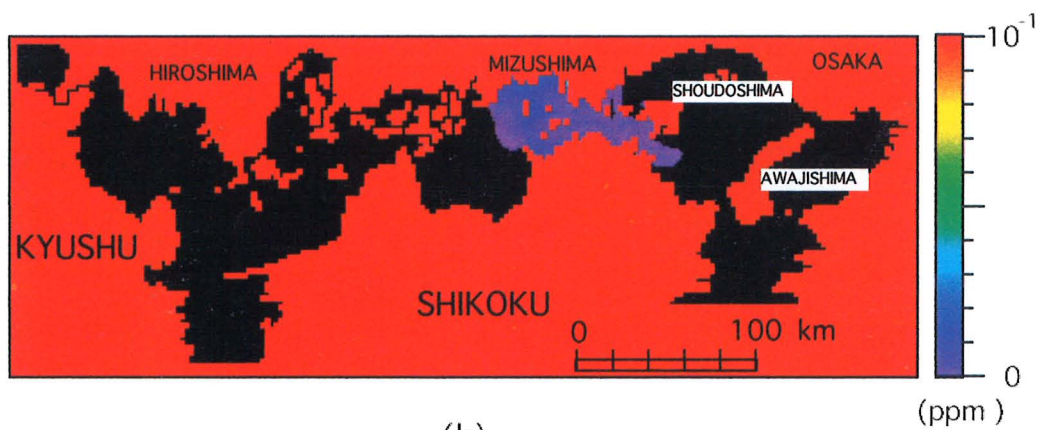 HIROSHIMA
MIZUSHIMA
OSAKA
SHOUDOSHIMA
AWAJISHIMA
KYUSHU
SHIKOKU
0 100 km
10⁻¹
0
(ppm )
(b)